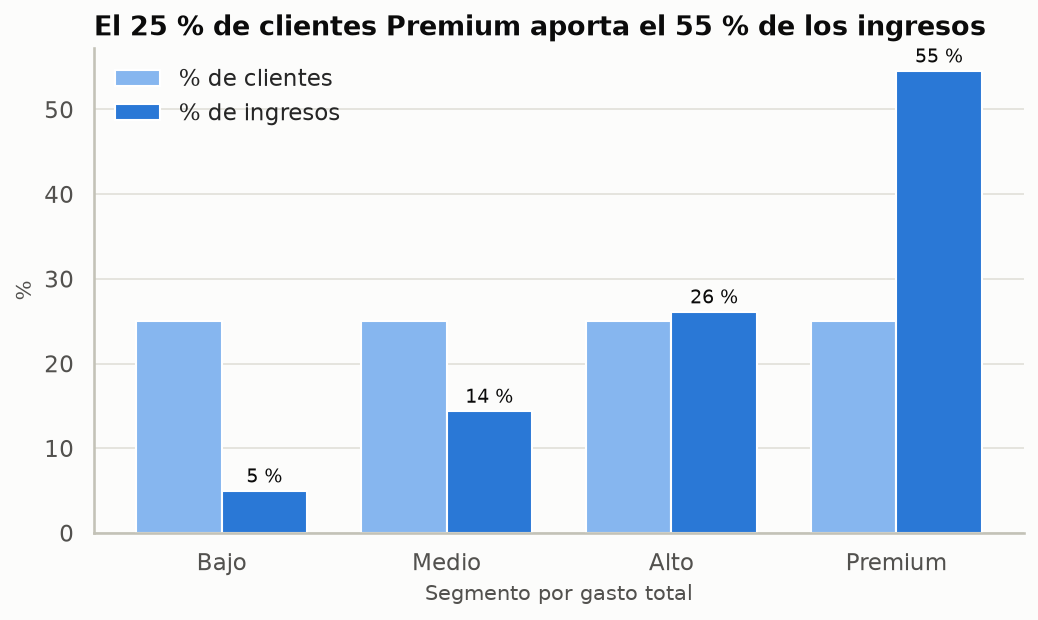 El 25 % de clientes Premium aporta el 55 % de los ingresos
% de clientes
% de ingresos
%
50
40
30
20
10
0
5 %
14 %
26 %
55 %
Bajo
Medio
Alto
Premium
Segmento por gasto total